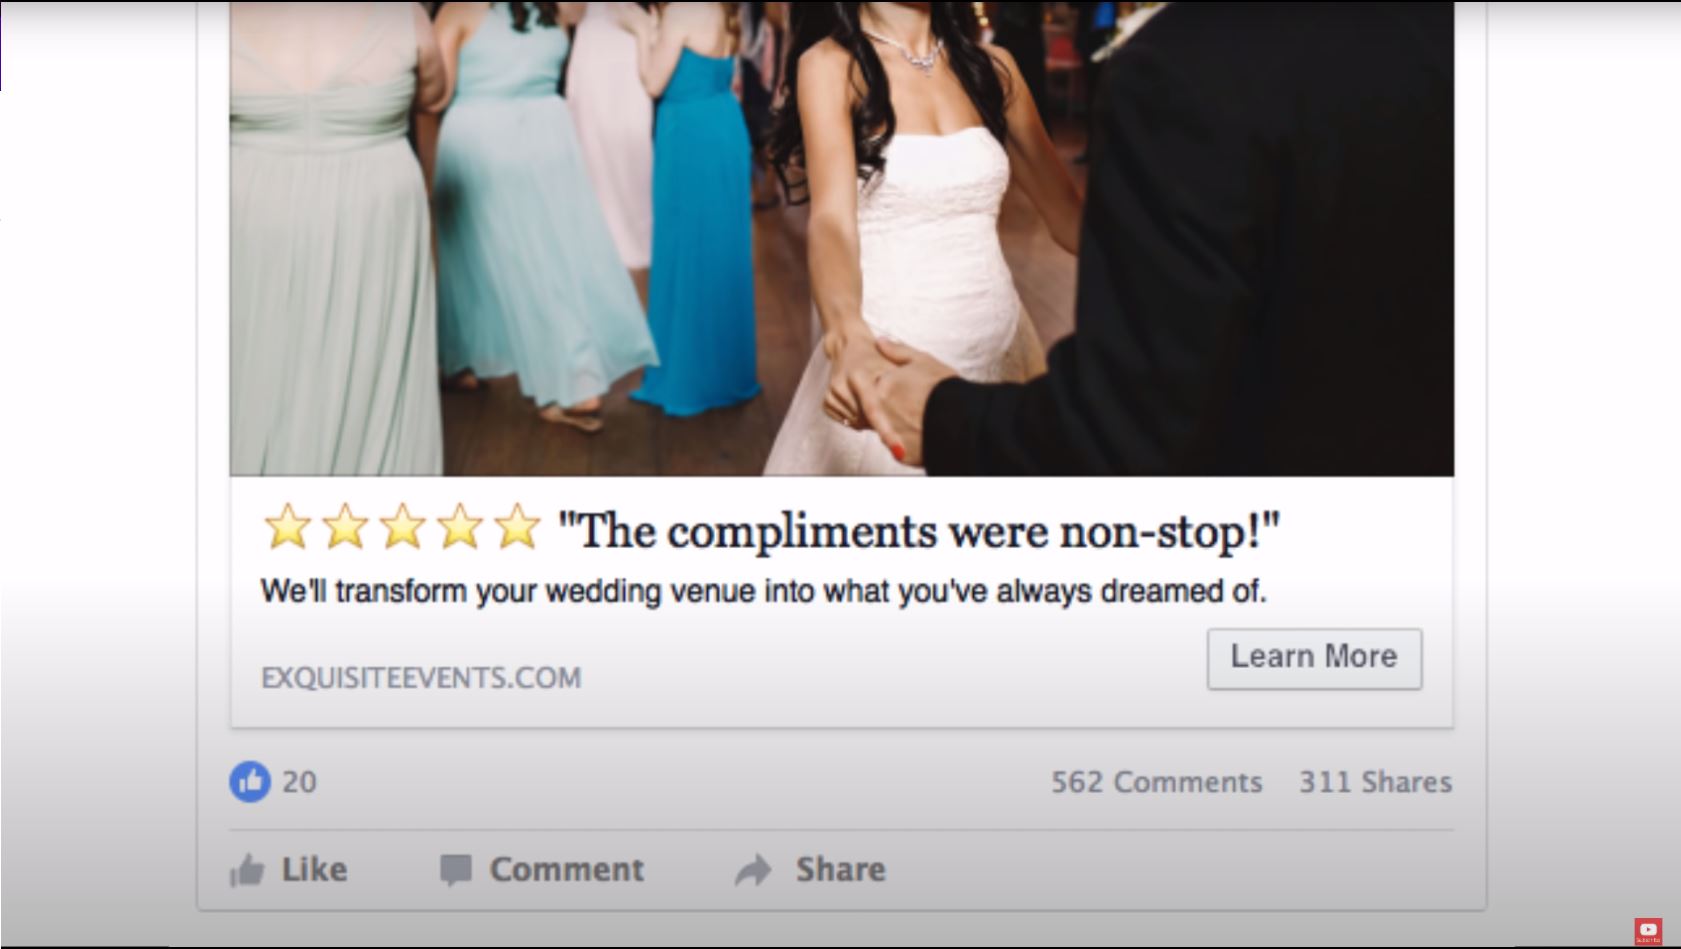 "The compliments were non-stop!"
We'll transform your wedding venue into what you've always dreamed of.
Learn More
EXQUISITEEVENTS.COM
20
562 Comments 311 Shares
Like Comment Share